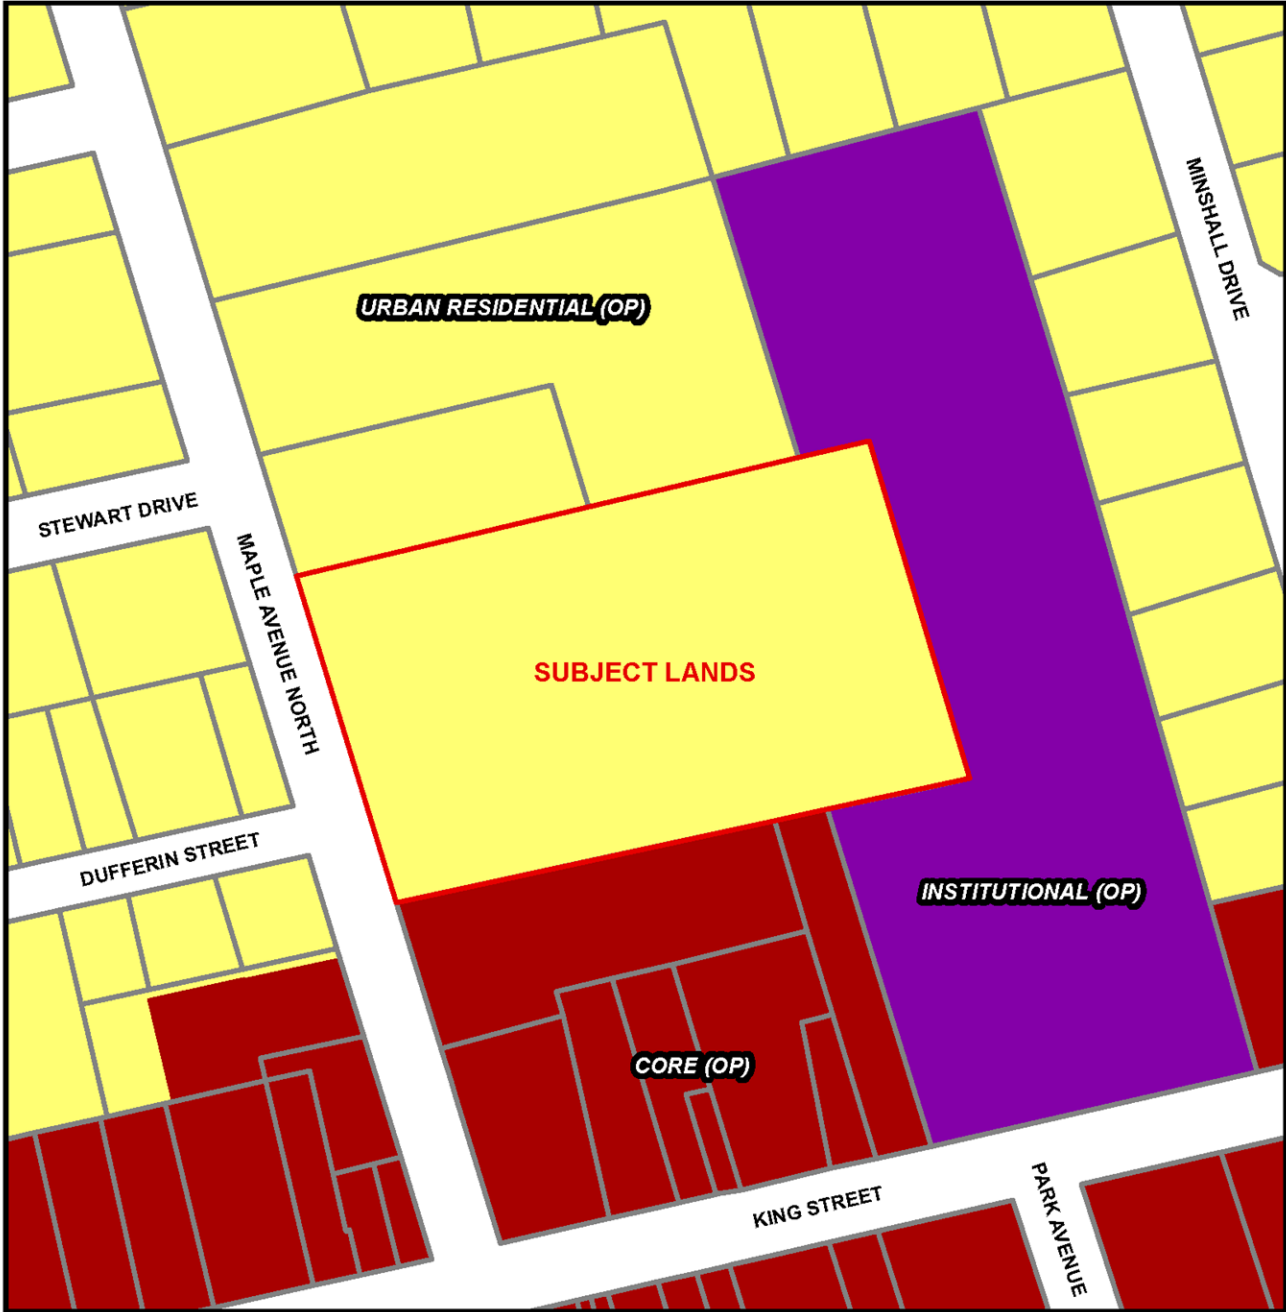 MINSHALL DRIVE
URBAN RESIDENTIAL (OP)
STEWART DRIVE
MAPLE AVENUE NORTH
SUBJECT LANDS
DUFFERIN STREET
INSTITUTIONAL (OP)
CORE (OP)
KING STREET
PARK AVENUE